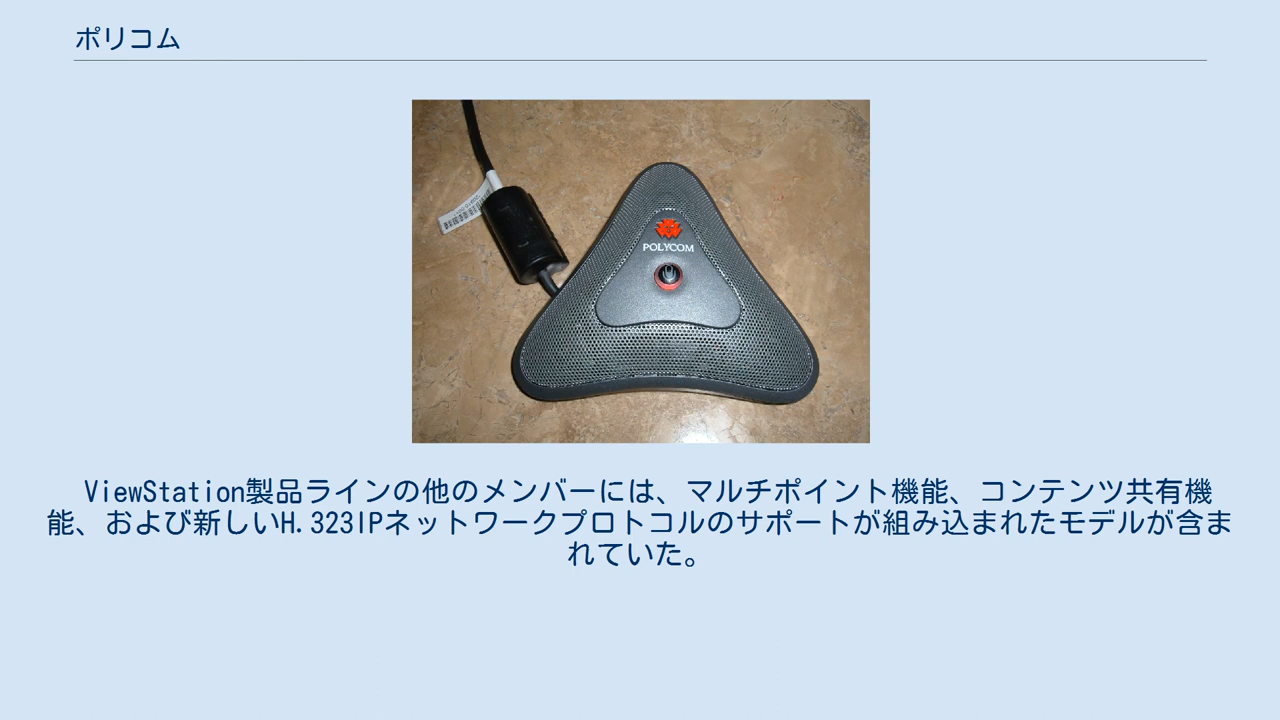 ポリコム
POLYCOM
ViewStation製品ラインの他のメンバーには、マルチポイント機能、コンテンツ共有機
能、および新しいH.323IPネットワークプロトコルのサポートが組み込まれたモデルが含ま
れていた。